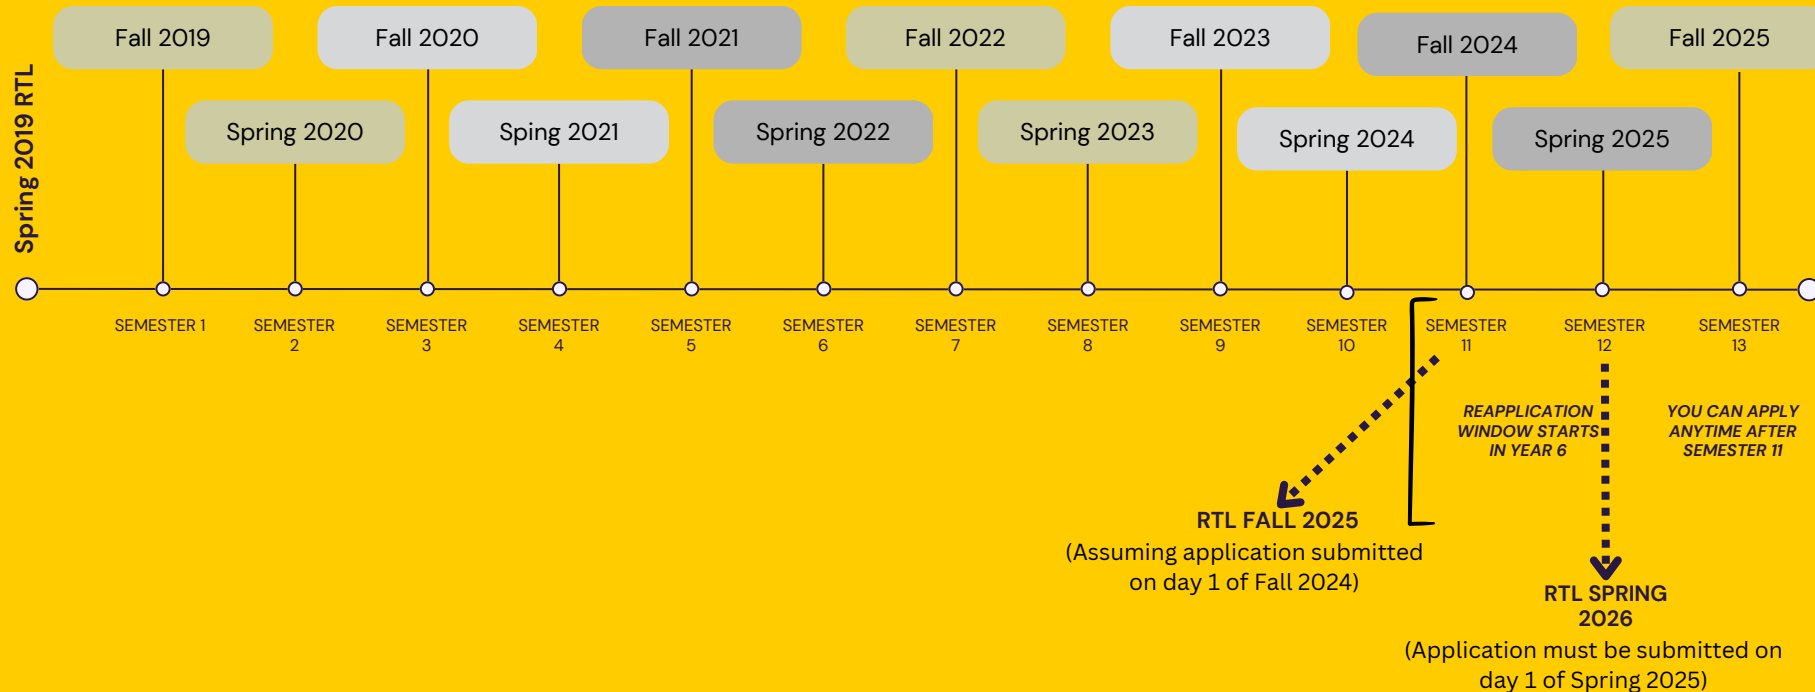 Spring 2019 RTL
Fall 2019
Fall 2020
Fall 2021
Fall 2022
Fall 2023
Fall 2024
Fall 2025
Spring 2020
Sping 2021
Spring 2022
Spring 2023
Spring 2024
Spring 2025
SEMESTER 1
SEMESTER
2
SEMESTER
3
SEMESTER
4
SEMESTER
5
SEMESTER
6
SEMESTER
7
SEMESTER
8
SEMESTER
9
SEMESTER
10
SEMESTER
11
SEMESTER
12
SEMESTER
13
REAPPLICATION
WINDOW STARTS
IN YEAR 6
YOU CAN APPLY
ANYTIME AFTER
SEMESTER 11
RTL FALL 2025
(Assuming application submitted
on day 1 of Fall 2024)
RTL SPRING
2026
(Application must be submitted on
day 1 of Spring 2025)